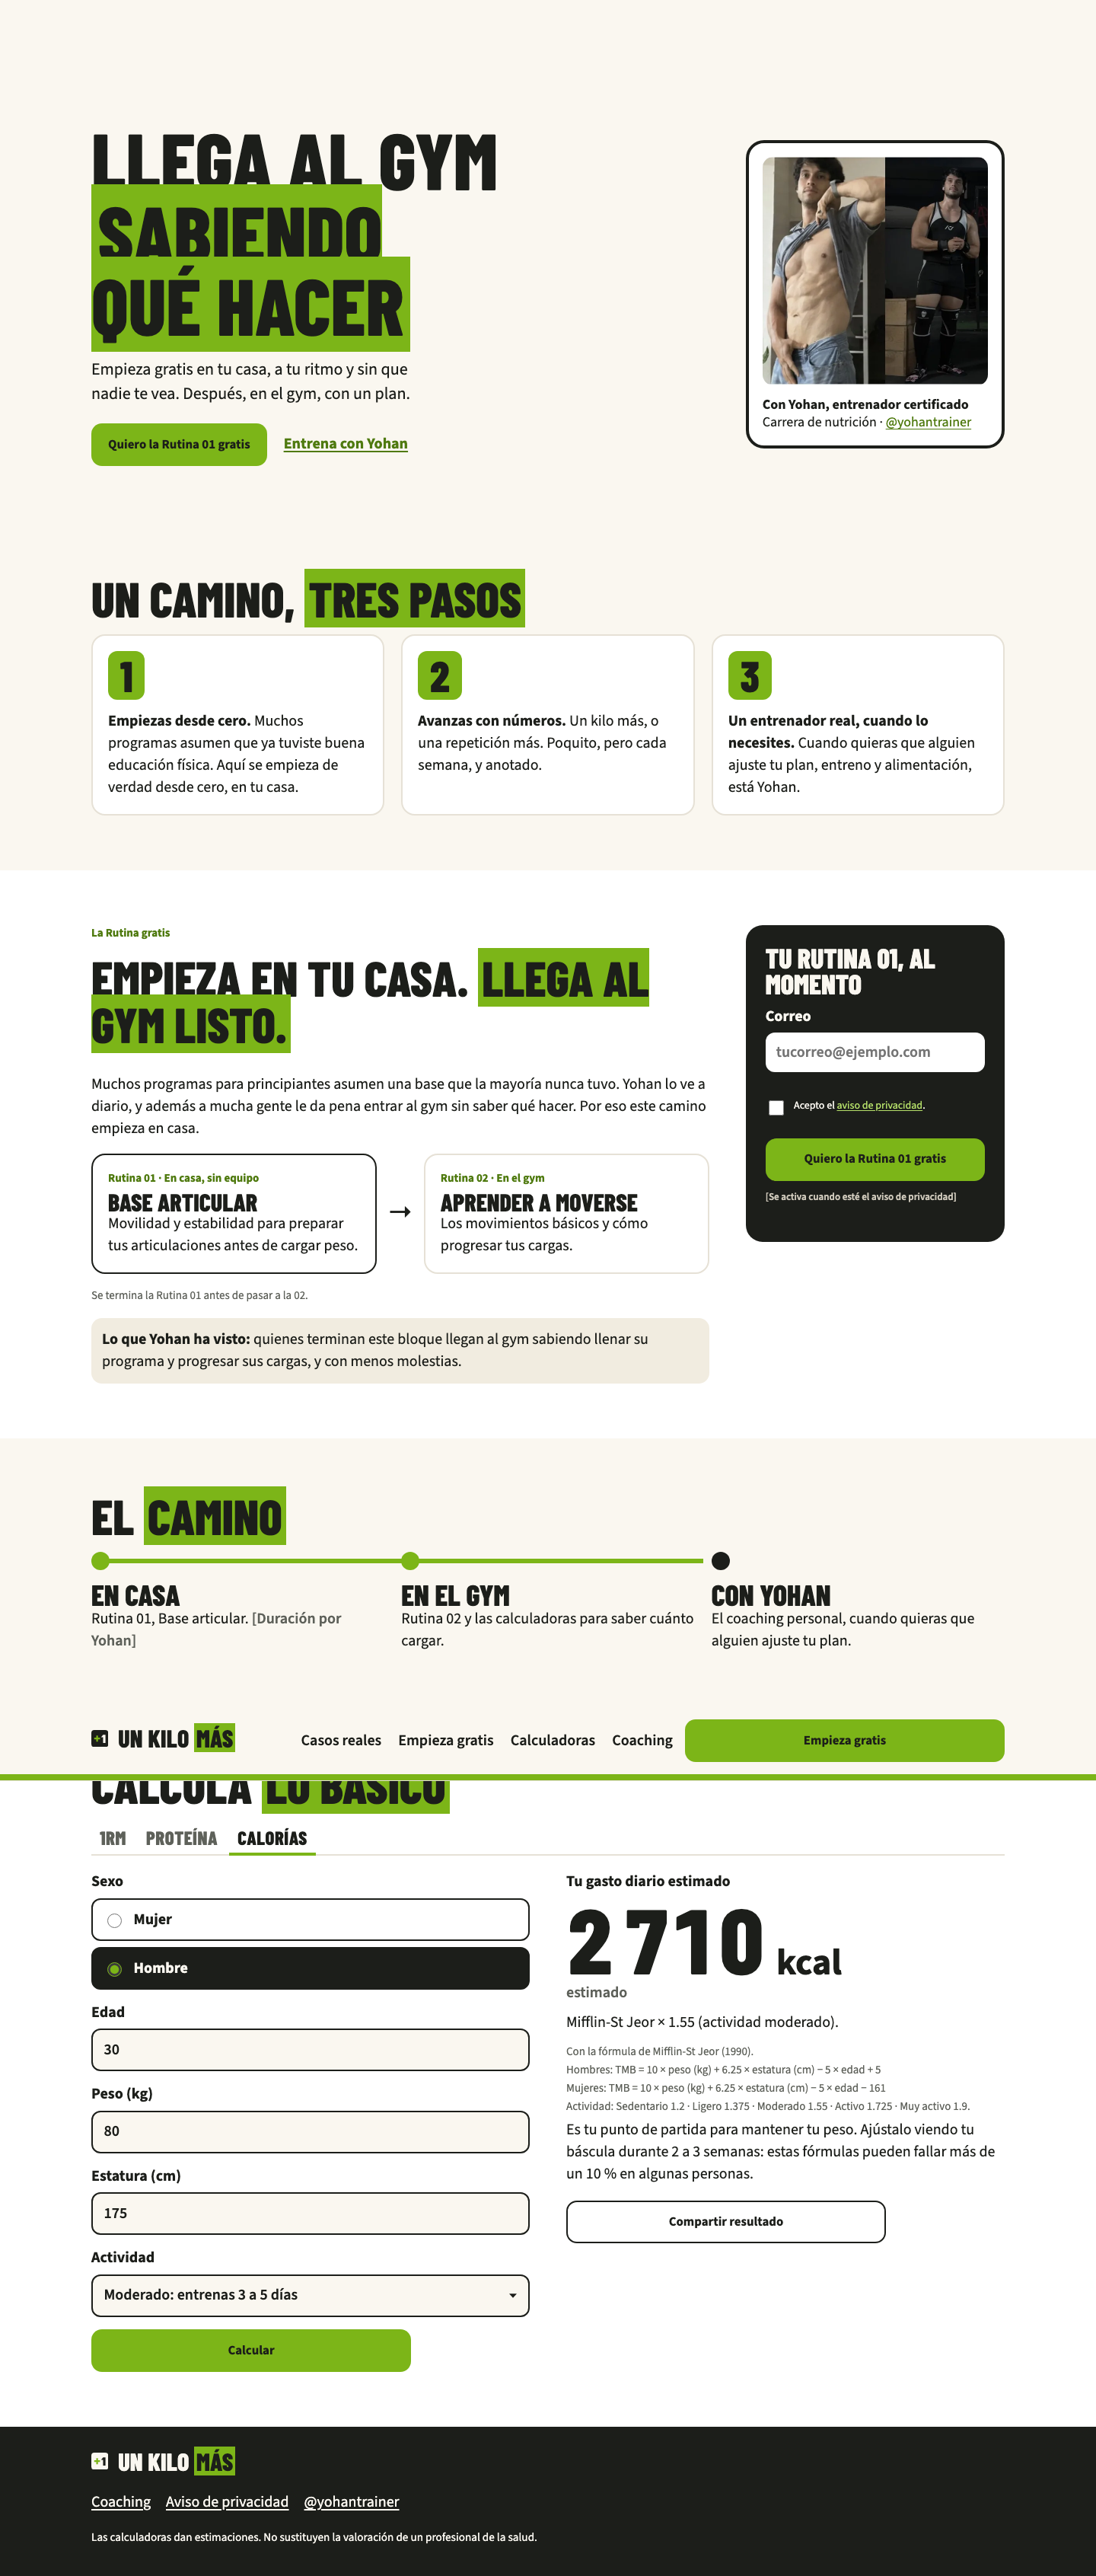 LLEGA AL GYM
SABIENDO
QUÉ HACER
Empieza gratis en tu casa, a tu ritmo y sin que
nadie te vea. Después, en el gym, con un plan.
Quiero la Rutina 01 gratis
Entrena con Yohan
Con Yohan, entrenador certificado
Carrera de nutrición · @yohantrainer
UN CAMINO, TRES PASOS
1
Empiezas desde cero. Muchos
programas asumen que ya tuviste buena
educación física. Aquí se empieza de
verdad desde cero, en tu casa.
2
Avanzas con números. Un kilo más, o
una repetición más. Poquito, pero cada
semana, y anotado.
3
Un entrenador real, cuando lo
necesites. Cuando quieras que alguien
ajuste tu plan, entreno y alimentación,
está Yohan.
La Rutina gratis
EMPIEZA EN TU CASA. LLEGA AL
GYM LISTO.
Muchos programas para principiantes asumen una base que la mayoría nunca tuvo. Yohan lo ve a
diario, y además a mucha gente le da pena entrar al gym sin saber qué hacer. Por eso este camino
empieza en casa.
Rutina 01 · En casa, sin equipo
BASE ARTICULAR
Movilidad y estabilidad para preparar
tus articulaciones antes de cargar peso.
→
Rutina 02 · En el gym
APRENDER A MOVERSE
Los movimientos básicos y cómo
progresar tus cargas.
Se termina la Rutina 01 antes de pasar a la 02.
Lo que Yohan ha visto: quienes terminan este bloque llegan al gym sabiendo llenar su
programa y progresar sus cargas, y con menos molestias.
TU RUTINA 01, AL
MOMENTO
Correo
tucorreo@ejemplo.com
Acepto el aviso de privacidad.
Quiero la Rutina 01 gratis
[Se activa cuando esté el aviso de privacidad]
EL CAMINO
EN CASA
Rutina 01, Base articular. [Duración por
Yohan]
EN EL GYM
Rutina 02 y las calculadoras para saber cuánto
cargar.
CON YOHAN
El coaching personal, cuando quieras que
alguien ajuste tu plan.
+1 UN KILO MÁS
Casos reales
Empieza gratis
Calculadoras
Coaching
Empieza gratis
CALCULA LO BÁSICO
1RM
PROTEÍNA
CALORÍAS
Sexo
Mujer
Hombre
Edad
30
Peso (kg)
80
Estatura (cm)
175
Actividad
Moderado: entrenas 3 a 5 días
Calcular
Tu gasto diario estimado
2 710 kcal
estimado
Mifflin-St Jeor × 1.55 (actividad moderado).
Con la fórmula de Mifflin-St Jeor (1990).
Hombres: TMB = 10 × peso (kg) + 6.25 × estatura (cm) − 5 × edad + 5
Mujeres: TMB = 10 × peso (kg) + 6.25 × estatura (cm) − 5 × edad − 161
Actividad: Sedentario 1.2 · Ligero 1.375 · Moderado 1.55 · Activo 1.725 · Muy activo 1.9.
Es tu punto de partida para mantener tu peso. Ajústalo viendo tu
báscula durante 2 a 3 semanas: estas fórmulas pueden fallar más de
un 10 % en algunas personas.
Compartir resultado
+1 UN KILO MÁS
Coaching
Aviso de privacidad
@yohantrainer
Las calculadoras dan estimaciones. No sustituyen la valoración de un profesional de la salud.